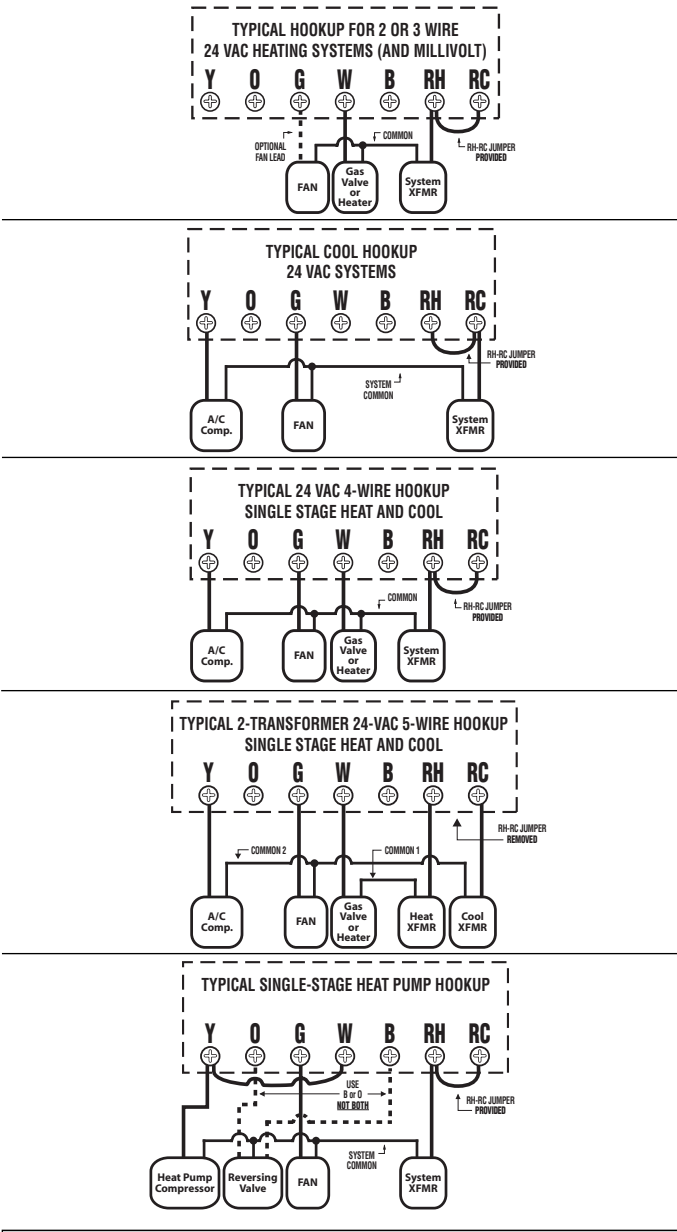 TYPICAL HOOKUP FOR 2 OR 3 WIRE
24 VAC HEATING SYSTEMS (AND MILLIVOLT)
Y O G W B RH RC
OPTIONAL
FAN LEAD
COMMON
RH-RC JUMPER
PROVIDED
FAN
Gas
Valve
or
Heater
System
XFMR
TYPICAL COOL HOOKUP
24 VAC SYSTEMS
Y O G W B RH RC
RH-RC JUMPER
PROVIDED
SYSTEM
COMMON
A/C
Comp.
FAN
System
XFMR
TYPICAL 24 VAC 4-WIRE HOOKUP
SINGLE STAGE HEAT AND COOL
Y O G W B RH RC
COMMON
RH-RC JUMPER
PROVIDED
A/C
Comp.
FAN
Gas
Valve
or
Heater
System
XFMR
TYPICAL 2-TRANSFORMER 24-VAC 5-WIRE HOOKUP
SINGLE STAGE HEAT AND COOL
Y O G W B RH RC
RH-RC JUMPER
REMOVED
COMMON 2
COMMON 1
A/C
Comp.
FAN
Gas
Valve
or
Heater
Heat
XFMR
Cool
XFMR
TYPICAL SINGLE-STAGE HEAT PUMP HOOKUP
Y O G W B RH RC
USE
B or O
NOT BOTH
RH-RC JUMPER
PROVIDED
SYSTEM
COMMON
Heat Pump
Compressor
Reversing
Valve
FAN
System
XFMR